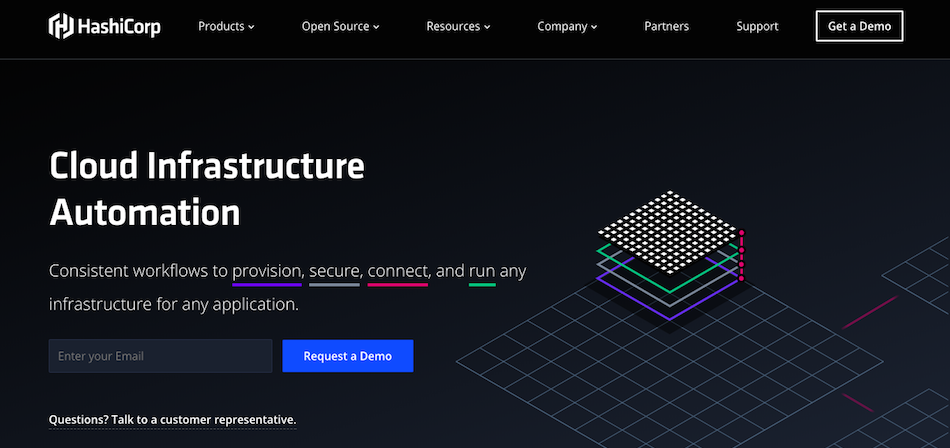 HashiCorp
Products
Open Source
Resources
Company
Partners
Support
Get a Demo
Cloud Infrastructure
Automation
Consistent workflows to provision, secure, connect, and run any
infrastructure for any application.
Enter your Email
Request a Demo
Questions? Talk to a customer representative.